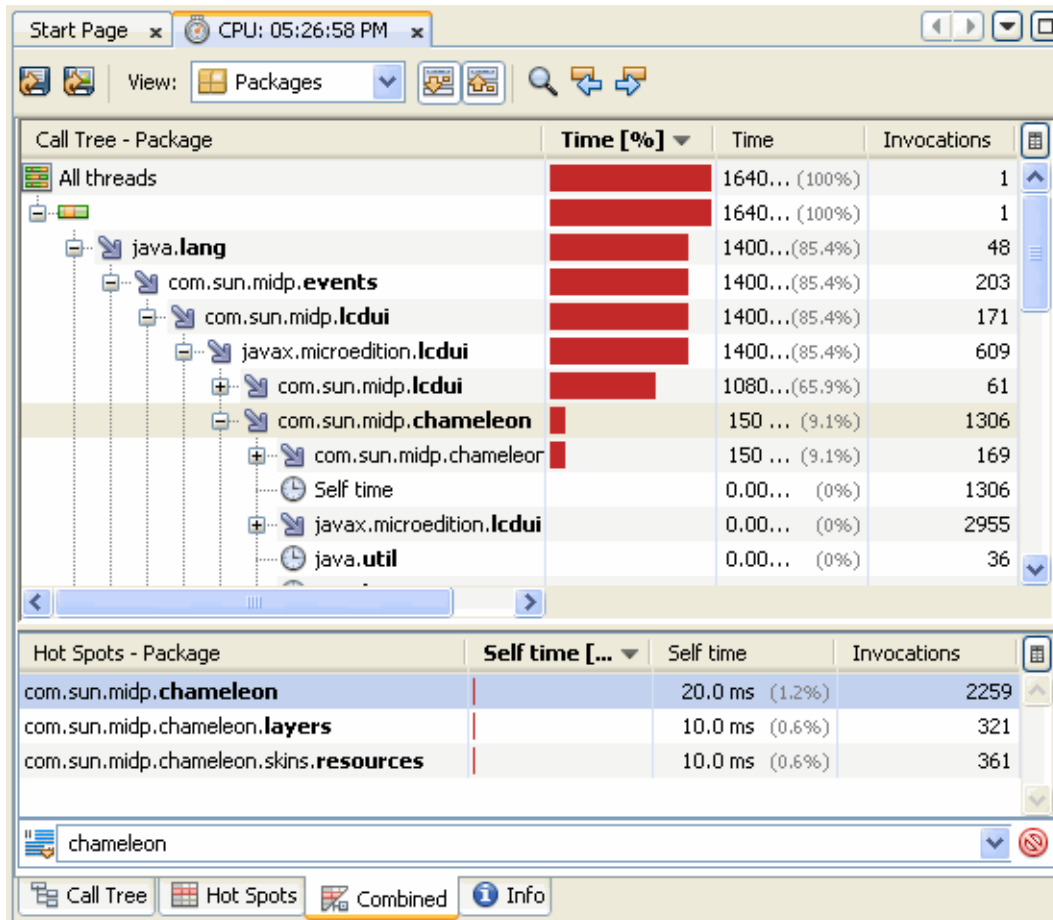 Start Page x CPU: 05:26:58 PM x
View: Packages
Call Tree - Package Time [%] Time Invocations
All threads 1640... (100%) 1
1640... (100%) 1
java.lang 1400...(85.4%) 48
com.sun.midp.events 1400...(85.4%) 203
com.sun.midp.lcdui 1400...(85.4%) 171
javax.microedition.lcdui 1400...(85.4%) 609
com.sun.midp.lcdui 1080...(65.9%) 61
com.sun.midp.chameleon 150 ... (9.1%) 1306
com.sun.midp.chameleor 150 ... (9.1%) 169
Self time 0.00... (0%) 1306
javax.microedition.lcdui 0.00... (0%) 2955
java.util 0.00... (0%) 36
Hot Spots - Package Self time [... Self time Invocations
com.sun.midp.chameleon 20.0 ms (1.2%) 2259
com.sun.midp.chameleon.layers 10.0 ms (0.6%) 321
com.sun.midp.chameleon.skins.resources 10.0 ms (0.6%) 361
chameleon
Call Tree Hot Spots Combined Info